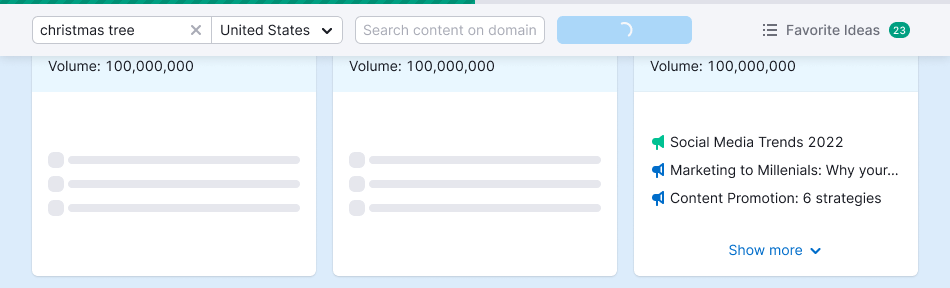 christmas tree
United States
Search content on domain
Favorite Ideas 23
Volume: 100,000,000
Volume: 100,000,000
Volume: 100,000,000
Social Media Trends 2022
Marketing to Millenials: Why your...
Content Promotion: 6 strategies
Show more